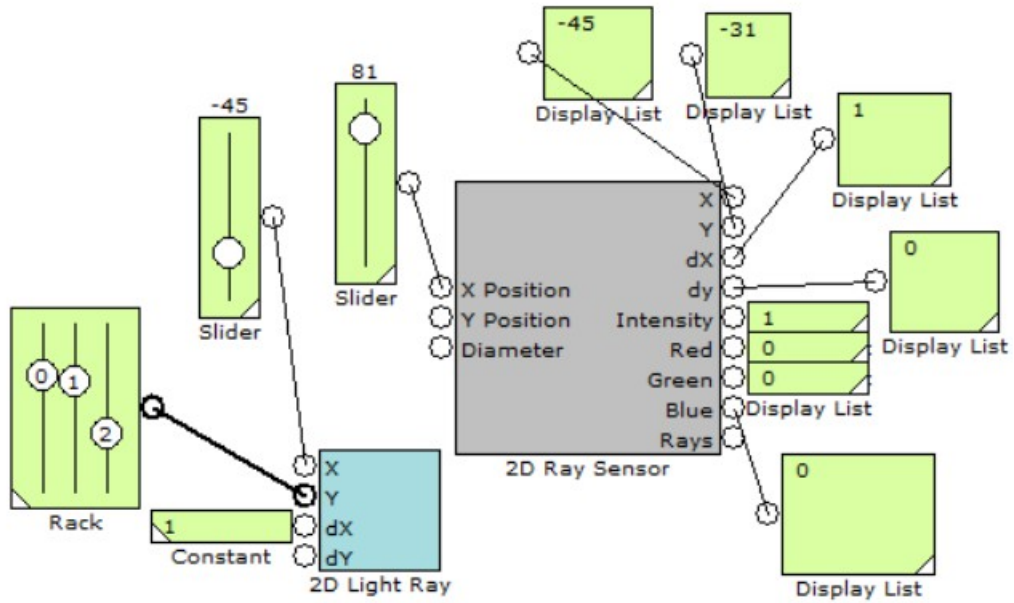 -45
-31
81
Display List
Display List
-45
1
Display List
X
Y
dX
0
X Position
dy
Slider
Slider
Y Position
Intensity
1
Display List
Diameter
Red
0
0
1
Green
0
2
Blue
Display List
Rays
2D Ray Sensor
X
0
Y
Rack
1
dX
Constant
dY
2D Light Ray
Display List